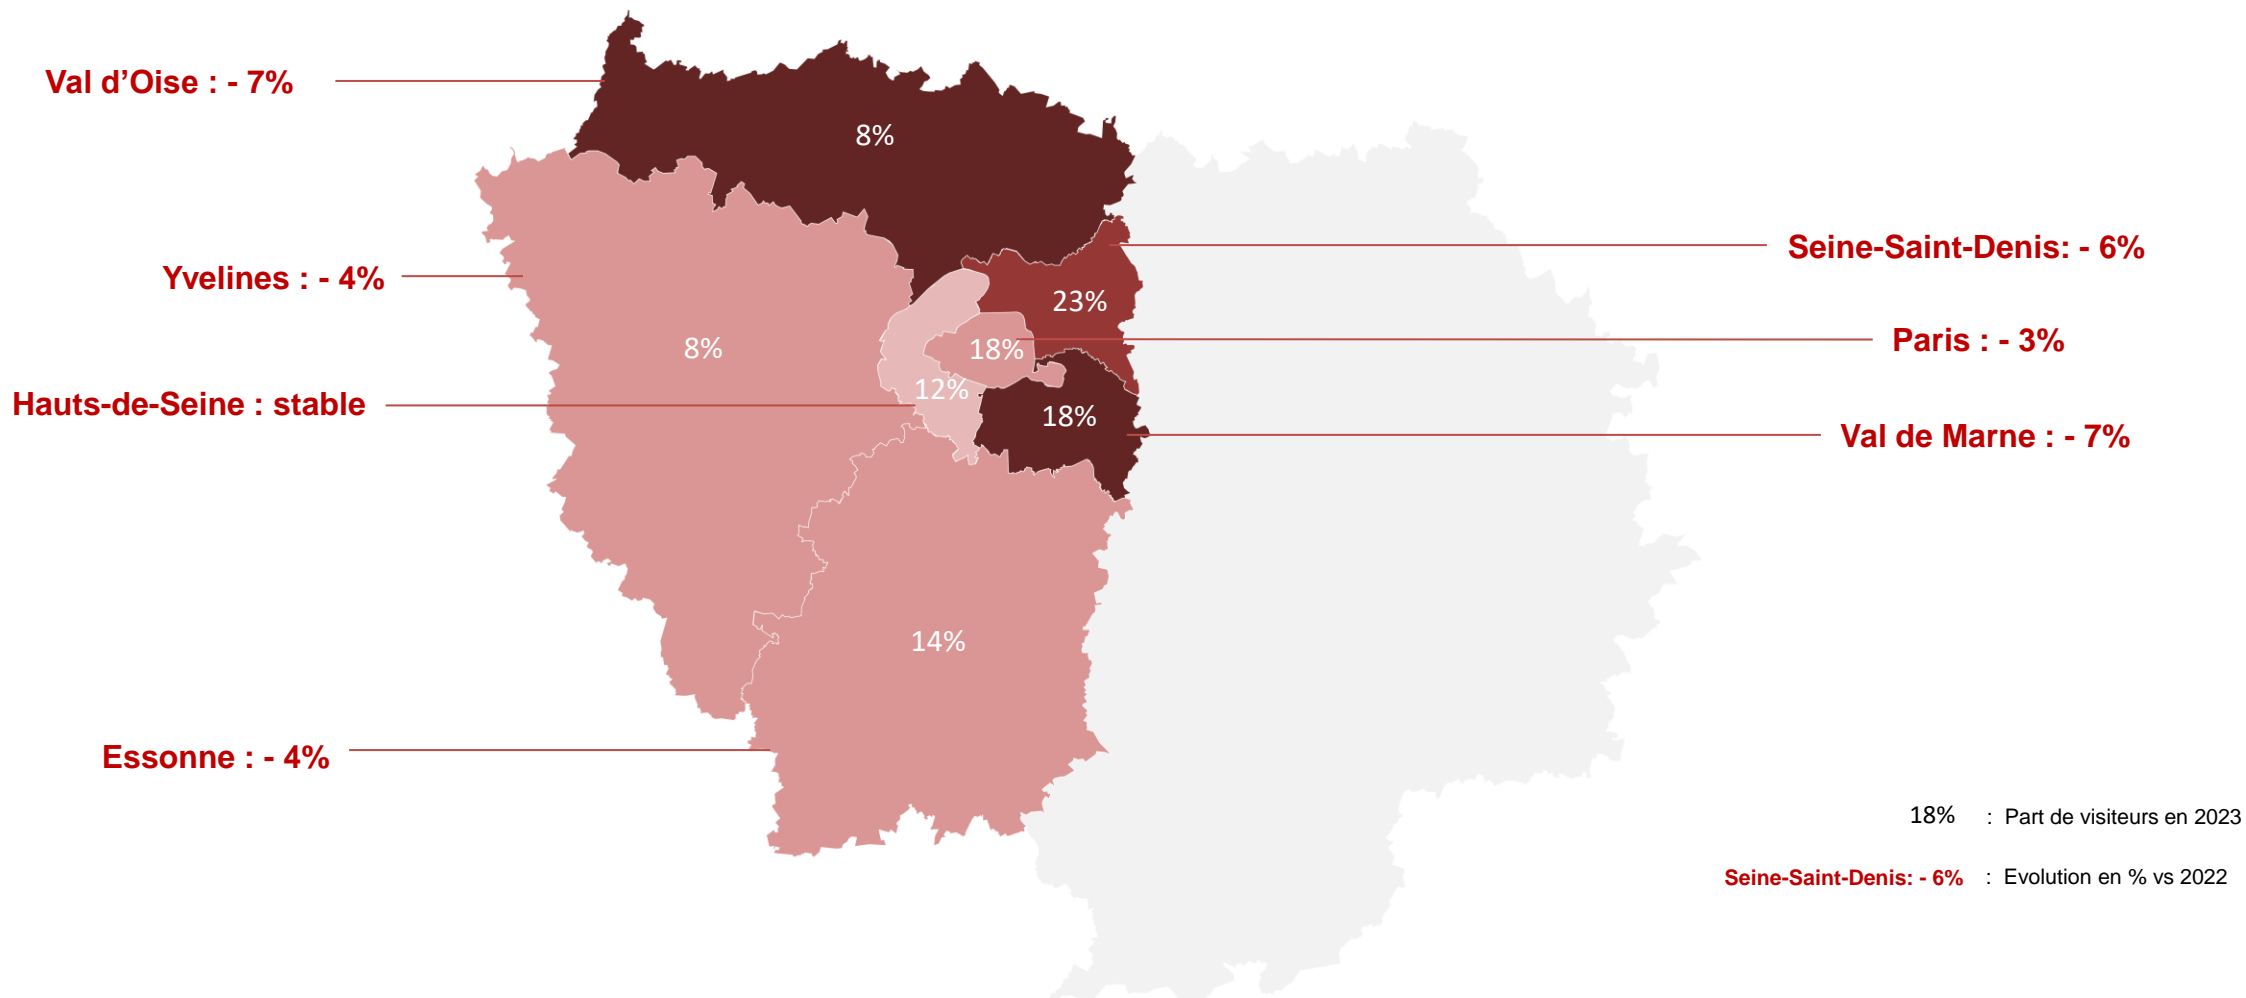 Val d’Oise : - 7%
8%
Yvelines : - 4%
Seine-Saint-Denis: - 6%
23%
8%
18%
Paris : - 3%
12%
Hauts-de-Seine : stable
18%
Val de Marne : - 7%
14%
Essonne : - 4%
18% : Part de visiteurs en 2023
Seine-Saint-Denis: - 6% : Evolution en % vs 2022